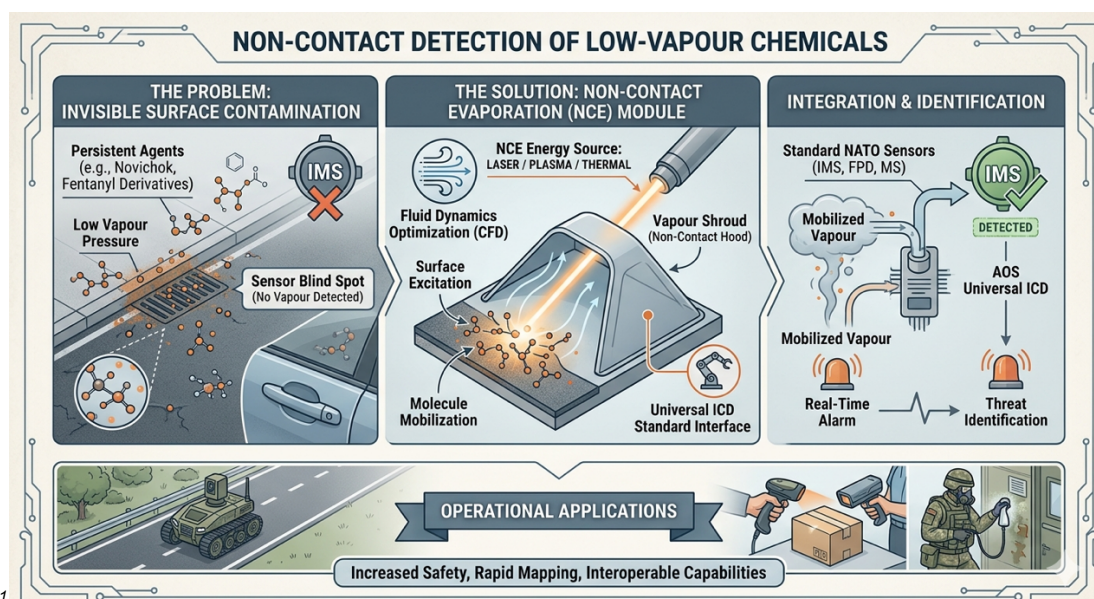 NON-CONTACT DETECTION OF LOW-VAPOUR CHEMICALS
THE PROBLEM:
INVISIBLE SURFACE CONTAMINATION
Persistent Agents
(e.g., Novichok,
Fentanyl Derivatives)
IMS
Low Vapour
Pressure
Sensor Blind Spot
(No Vapour Detected)
THE SOLUTION: NON-CONTACT
EVAPORATION (NCE) MODULE
NCE Energy Source:
LASER / PLASMA / THERMAL
Fluid Dynamics
Optimization (CFD)
Vapour Shroud
(Non-Contact Hood)
Surface
Excitation
Molecule
Mobilization
Universal ICD
Standard Interface
INTEGRATION & IDENTIFICATION
Standard NATO Sensors
(IMS, FPD, MS)
IMS
Mobilized
Vapour
DETECTED
AOS
Universal ICD
Mobilized Vapour
Real-Time
Alarm
Threat
Identification
OPERATIONAL APPLICATIONS
Increased Safety, Rapid Mapping, Interoperable Capabilities
1